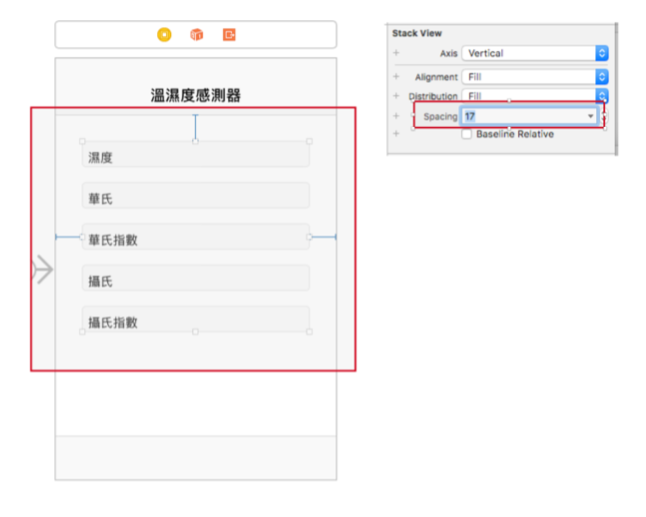 溫濕度感測器
濕度
華氏
華氏指數
攝氏
攝氏指數
Stack View
+ Axis Vertical
+ Alignment Fill
+ Distribution Fill
+ Spacing 17
+ Baseline Relative